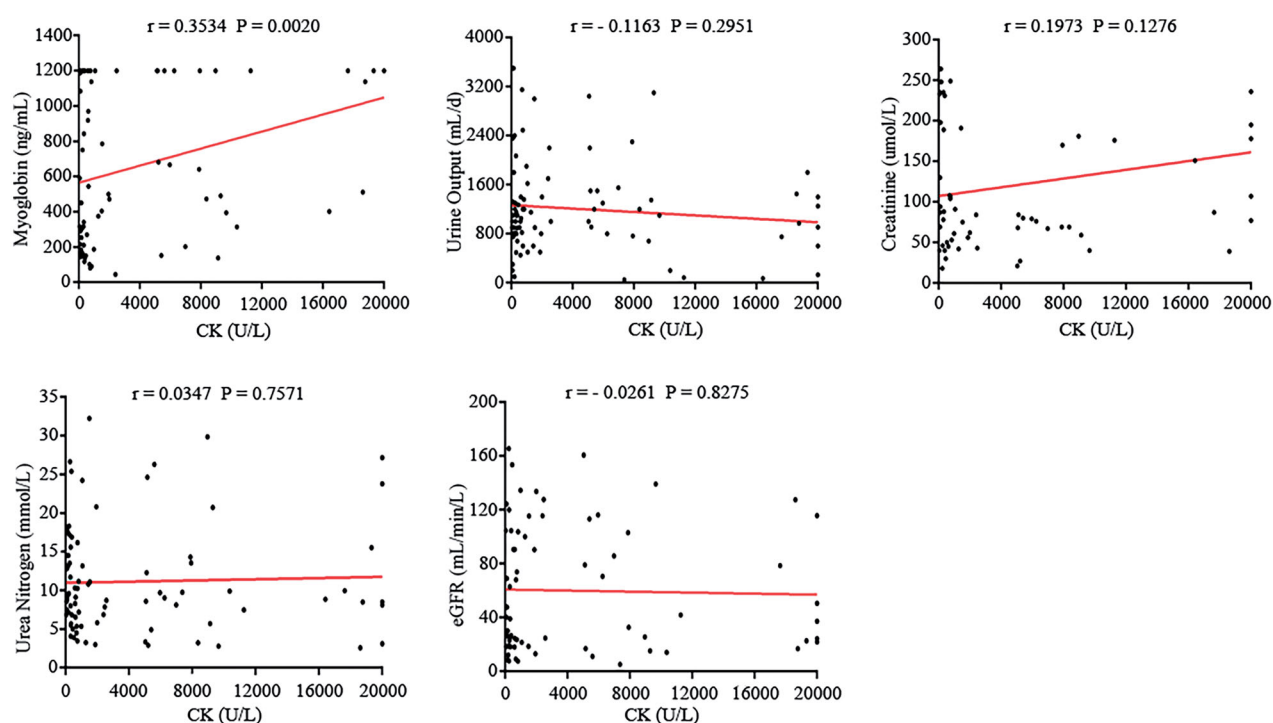 r = 0.3534 P = 0.0020
Myoglobin (ng/mL)
1400
1200
1000
800
600
400
200
0
0 4000 8000 12000 16000 20000
CK (U/L)
r = - 0.1163 P = 0.2951
Urine Output (mL/d)
4000
3200
2400
1600
800
0
0 4000 8000 12000 16000 20000
CK (U/L)
r = 0.1973 P = 0.1276
Creatinine (umol/L)
300
250
200
150
100
50
0
0 4000 8000 12000 16000 20000
CK (U/L)
r = 0.0347 P = 0.7571
Urea Nitrogen (mmol/L)
35
30
25
20
15
10
5
0
0 4000 8000 12000 16000 20000
CK (U/L)
r = - 0.0261 P = 0.8275
eGFR (mL/min/L)
200
160
120
80
40
0
0 4000 8000 12000 16000 20000
CK (U/L)